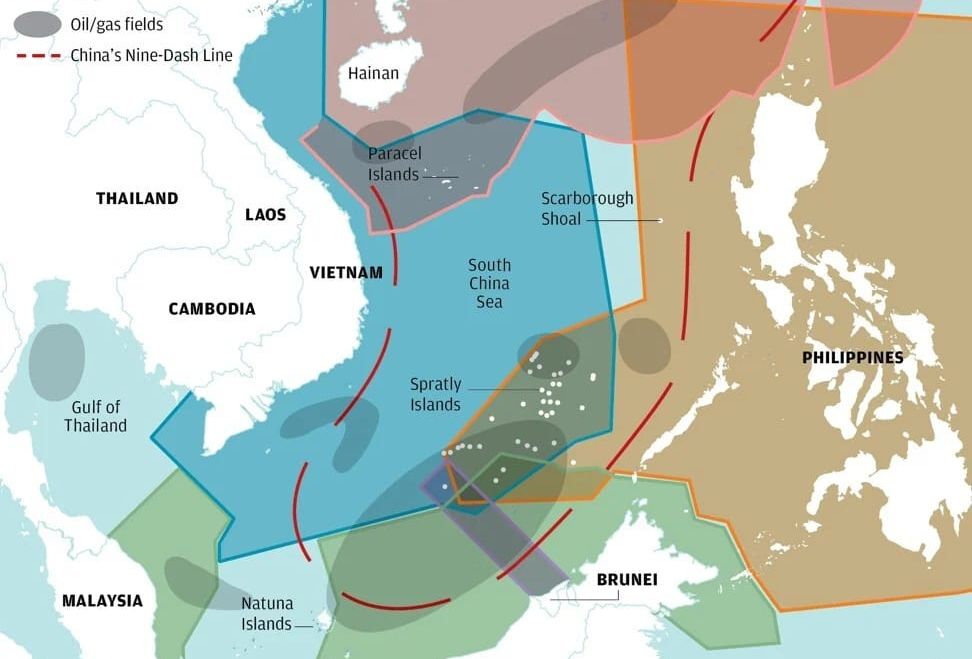 Oil/gas fields
China's Nine-Dash Line
Hainan
Paracel
Islands
THAILAND
LAOS
Scarborough
Shoal
VIETNAM
South
China
Sea
CAMBODIA
PHILIPPINES
Spratly
Islands
Gulf of
Thailand
BRUNEI
MALAYSIA
Natuna
Islands